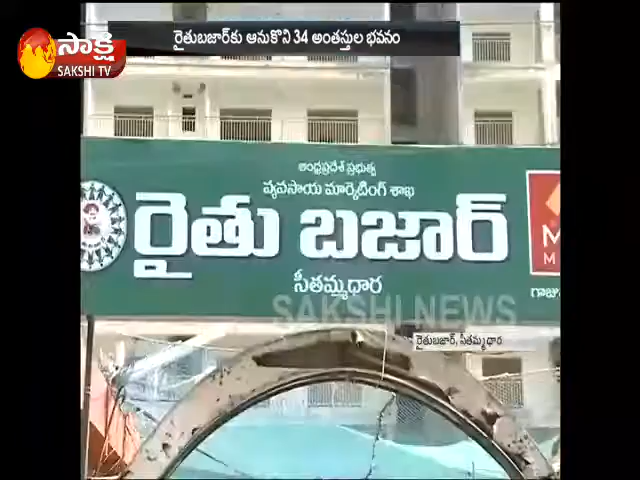 సాక్షి
SAKSHI TV
రైతుబజార్‌కు ఆనుకొని 34 అంతస్తుల భవనం
ఆంధ్రప్రదేశ్ ప్రభుత్వ
వ్యవసాయ మార్కెటింగ్ శాఖ
రైతు బజార్
సీతమ్మధార
SAKSHI NEWS
రైతుబజార్, సీతమ్మధార